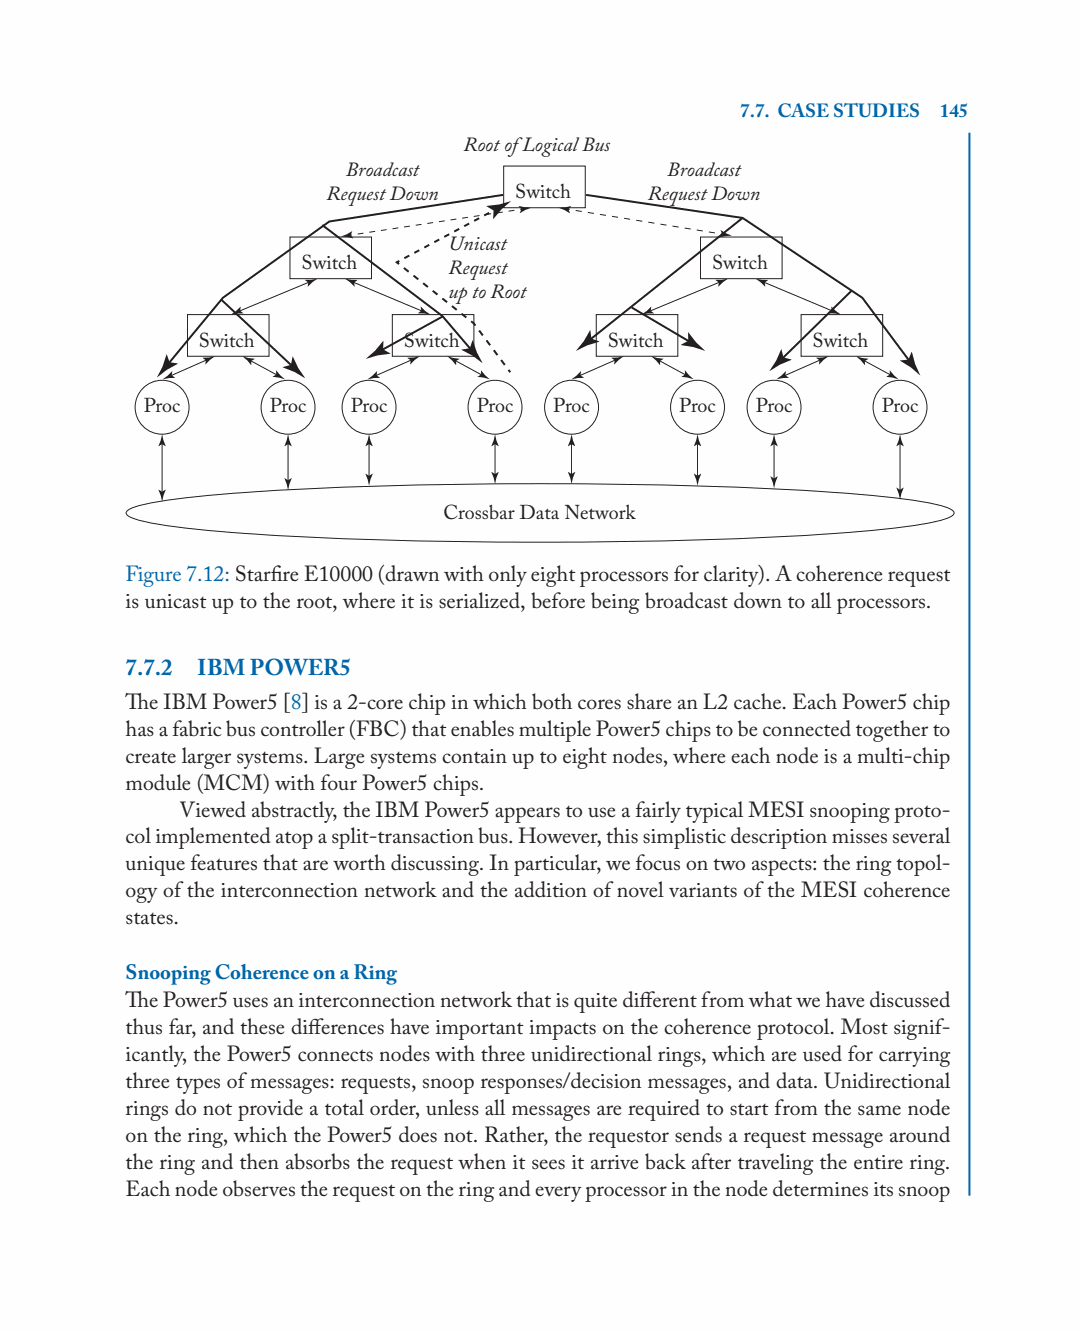 7.7. CASE STUDIES 145
Root of Logical Bus
Broadcast
Request Down
Broadcast
Request Down
Switch
Unicast
Request
up to Root
Switch
Switch
Switch
Switch
Switch
Switch
Proc
Proc
Proc
Proc
Proc
Proc
Proc
Proc
Crossbar Data Network
Figure 7.12: Starfire E10000 (drawn with only eight processors for clarity). A coherence request
is unicast up to the root, where it is serialized, before being broadcast down to all processors.
7.7.2 IBM POWER5
The IBM Power5 [8] is a 2-core chip in which both cores share an L2 cache. Each Power5 chip
has a fabric bus controller (FBC) that enables multiple Power5 chips to be connected together to
create larger systems. Large systems contain up to eight nodes, where each node is a multi-chip
module (MCM) with four Power5 chips.
Viewed abstractly, the IBM Power5 appears to use a fairly typical MESI snooping proto-
col implemented atop a split-transaction bus. However, this simplistic description misses several
unique features that are worth discussing. In particular, we focus on two aspects: the ring topol-
ogy of the interconnection network and the addition of novel variants of the MESI coherence
states.
Snooping Coherence on a Ring
The Power5 uses an interconnection network that is quite different from what we have discussed
thus far, and these differences have important impacts on the coherence protocol. Most signif-
icantly, the Power5 connects nodes with three unidirectional rings, which are used for carrying
three types of messages: requests, snoop responses/decision messages, and data. Unidirectional
rings do not provide a total order, unless all messages are required to start from the same node
on the ring, which the Power5 does not. Rather, the requestor sends a request message around
the ring and then absorbs the request when it sees it arrive back after traveling the entire ring.
Each node observes the request on the ring and every processor in the node determines its snoop